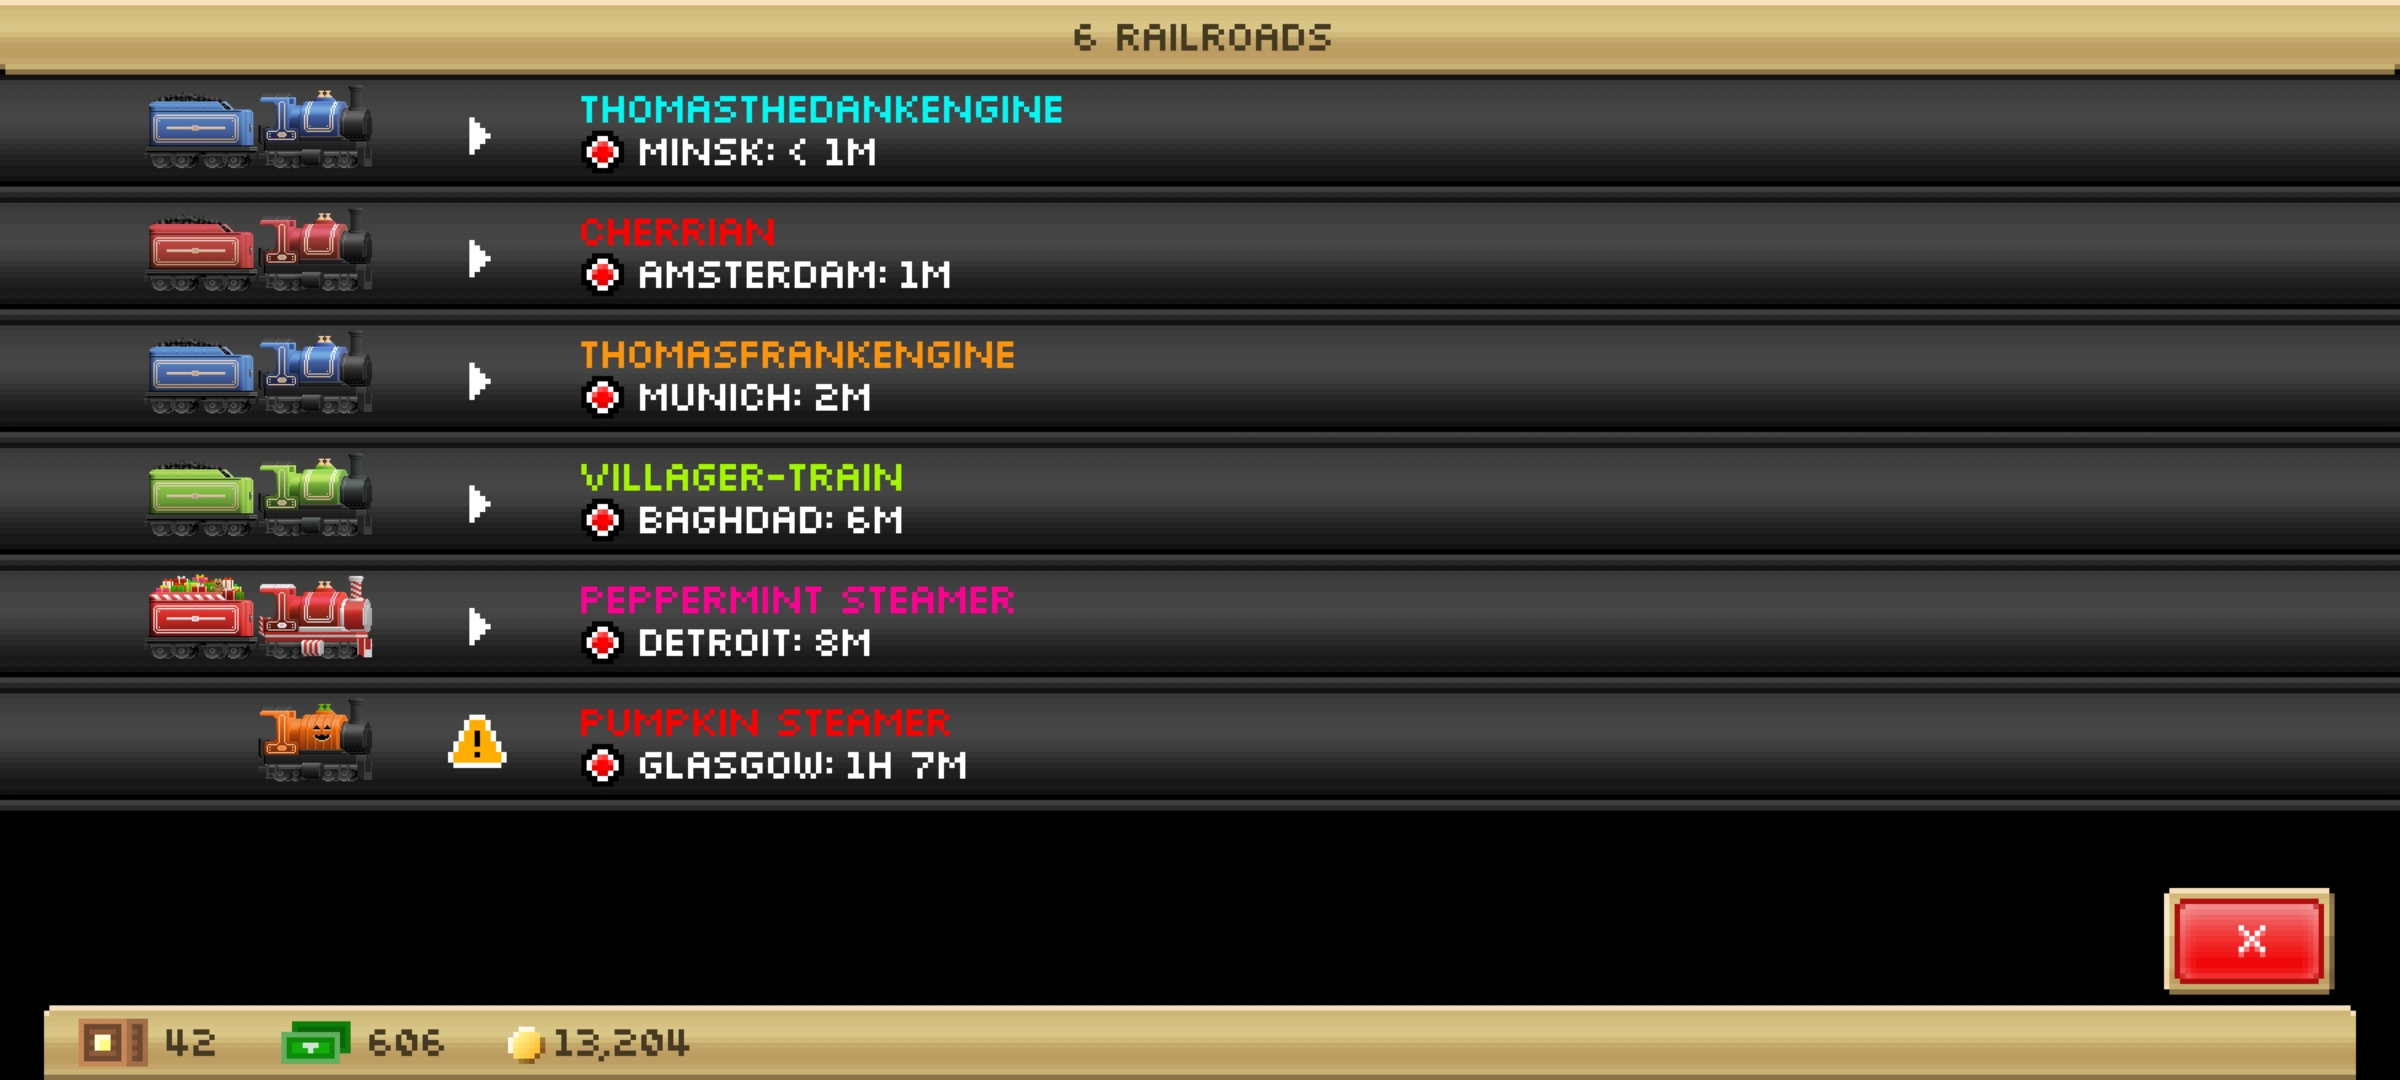 6 RAILROADS
THOMASTHEDANKENGINE
MINSK: < 1M
CHERRIAN
AMSTERDAM: 1M
THOMASFRANKENGINE
MUNICH: 2M
VILLAGER-TRAIN
BAGHDAD: 6M
PEPPERMINT STEAMER
DETROIT: 8M
PUMPKIN STEAMER
GLASGOW: 1H 7M
42 606 13,204